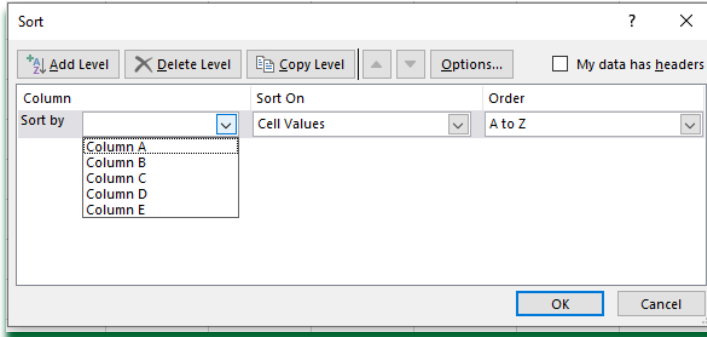 Sort ?
Add Level Delete Level Copy Level Options... My data has headers
Column Sort On Order
Sort by Cell Values A to Z
Column A
Column B
Column C
Column D
Column E
OK Cancel